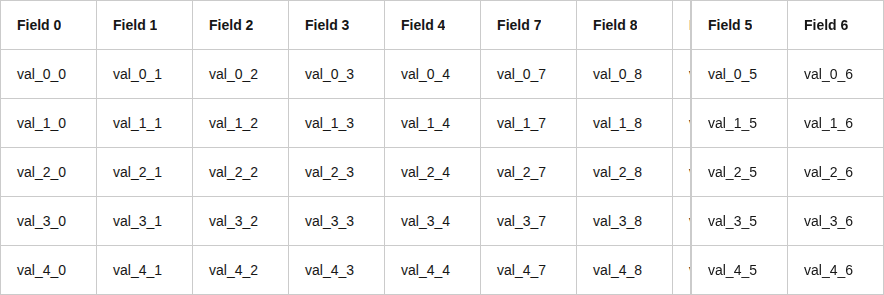 Field 0 Field 1 Field 2 Field 3 Field 4 Field 7 Field 8 Field 5 Field 6
val_0_0 val_0_1 val_0_2 val_0_3 val_0_4 val_0_7 val_0_8 val_0_5 val_0_6
val_1_0 val_1_1 val_1_2 val_1_3 val_1_4 val_1_7 val_1_8 val_1_5 val_1_6
val_2_0 val_2_1 val_2_2 val_2_3 val_2_4 val_2_7 val_2_8 val_2_5 val_2_6
val_3_0 val_3_1 val_3_2 val_3_3 val_3_4 val_3_7 val_3_8 val_3_5 val_3_6
val_4_0 val_4_1 val_4_2 val_4_3 val_4_4 val_4_7 val_4_8 val_4_5 val_4_6